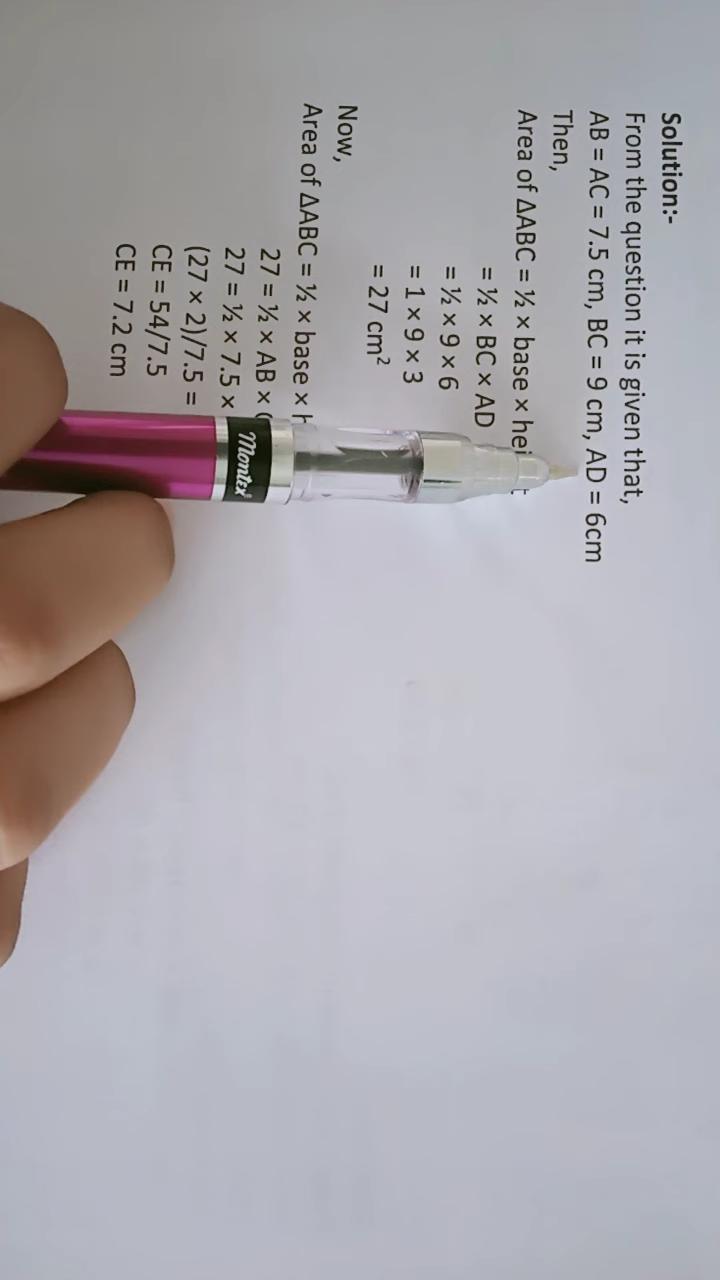 Solution:-
From the question it is given that,
AB = AC = 7.5 cm, BC = 9 cm, AD = 6cm
Then,
Area of ΔABC = ½ × base ×
= ½ × BC × AD
= ½ × 9 × 6
= 1 × 9 × 3
= 27 cm²
Now,
Area of ΔABC = ½ × base ×
27 = ½ × AB ×
27 = ½ × 7.5 ×
(27 × 2)/7.5 =
CE = 54/7.5
CE = 7.2 cm
Montex